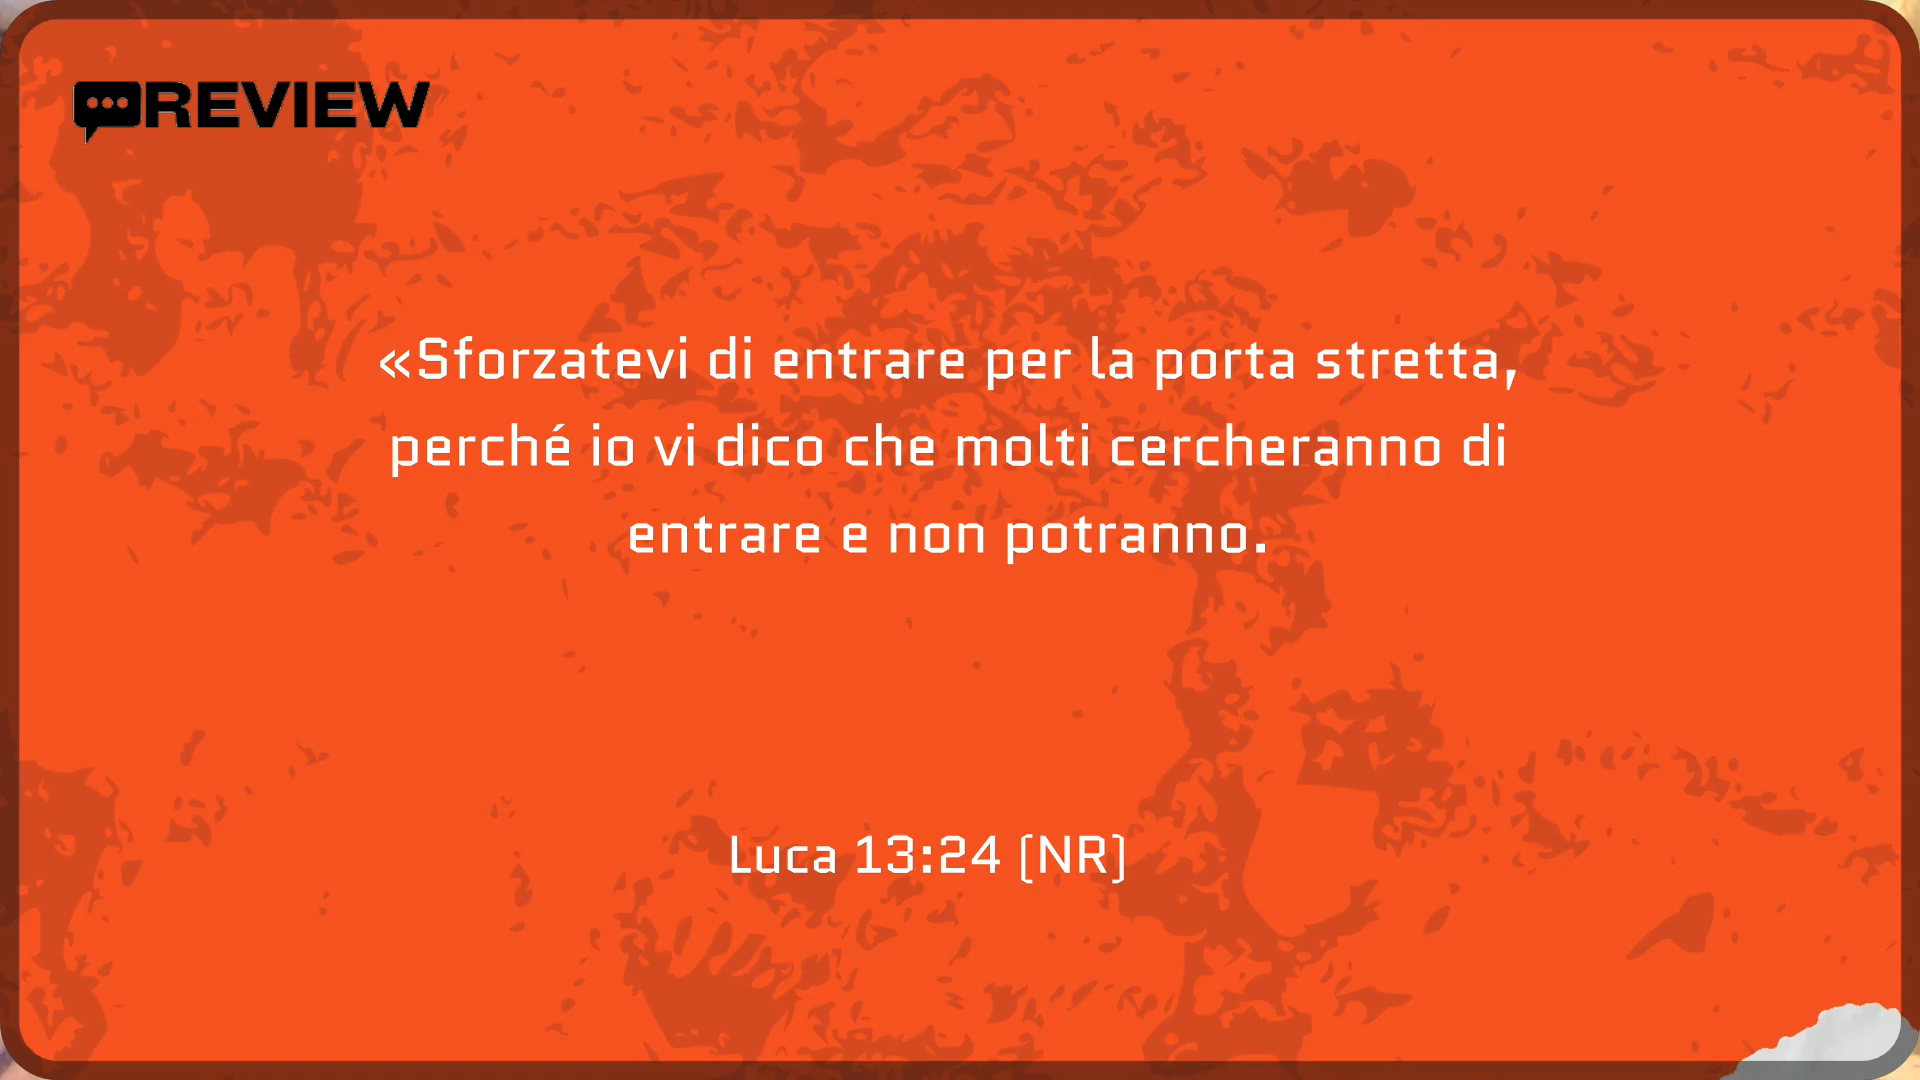 REVIEW
«Sforzatevi di entrare per la porta stretta,
perché io vi dico che molti cercheranno di
entrare e non potranno.
Luca 13:24 (NR)